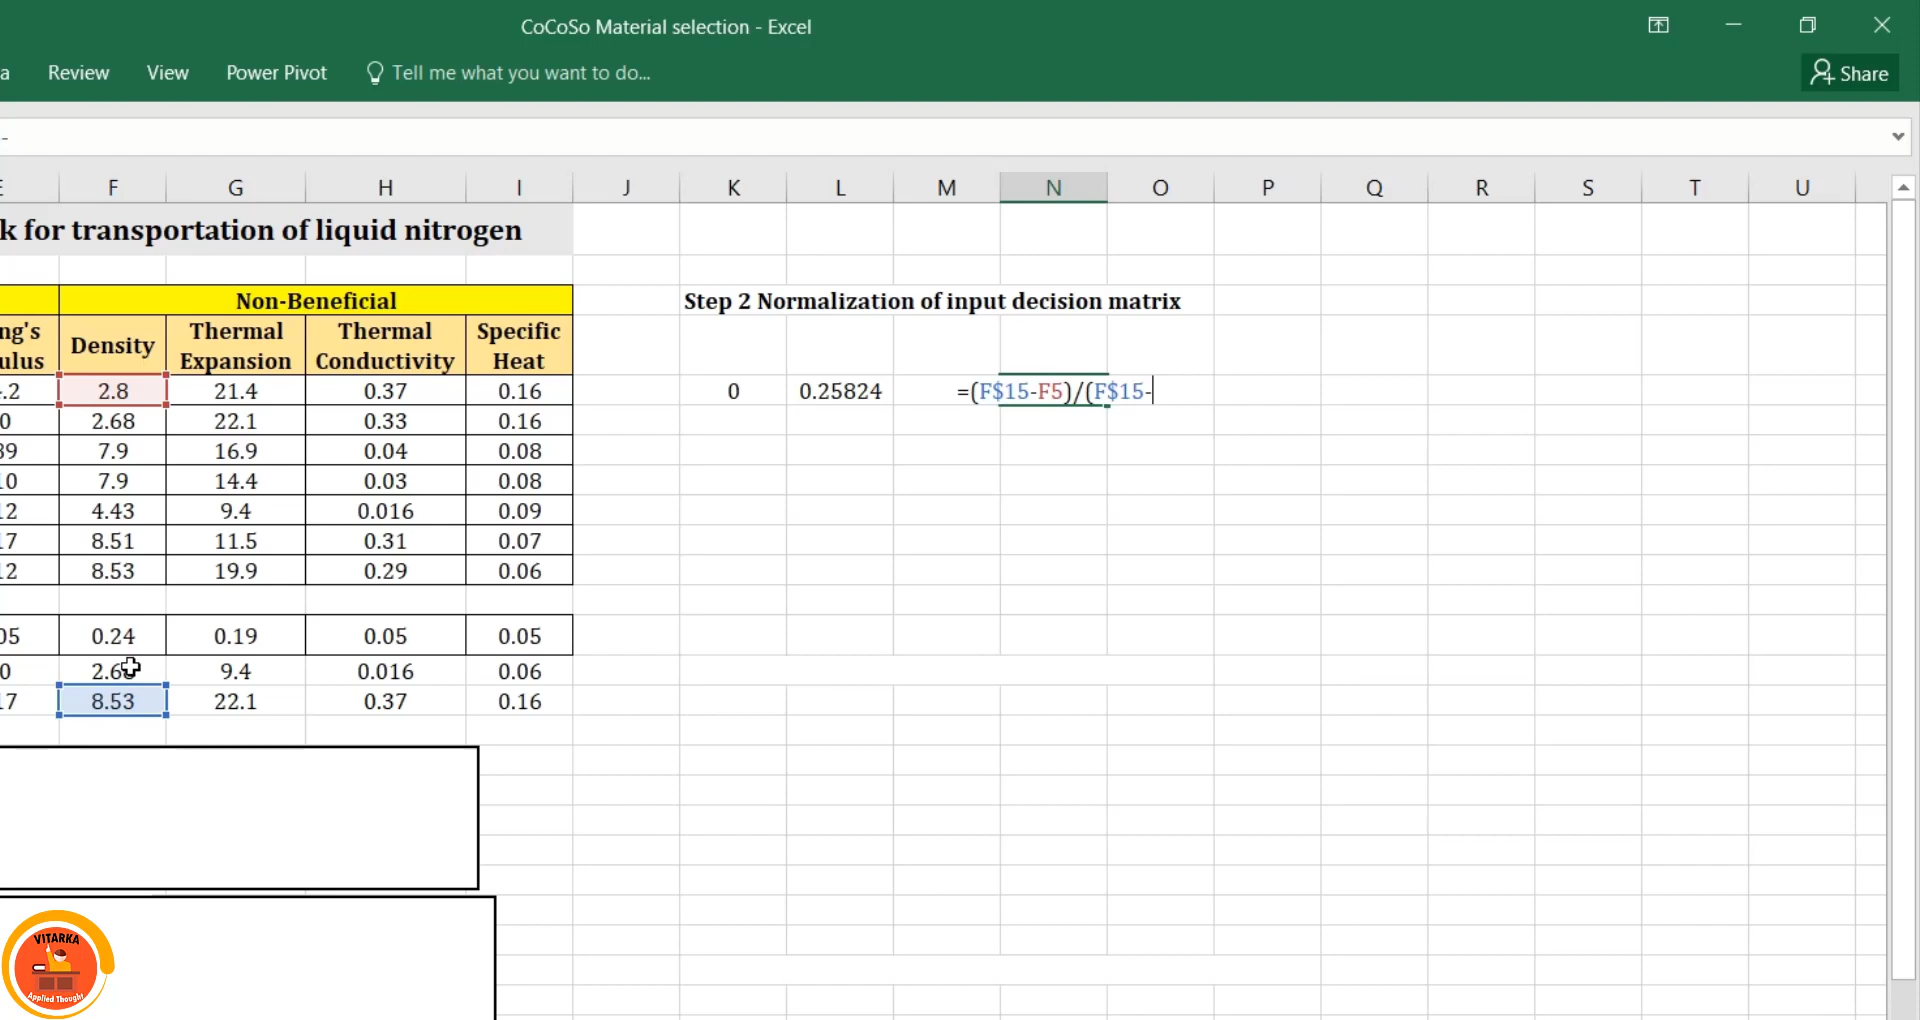 CoCoSo Material selection - Excel
a Review View Power Pivot Tell me what you want to do... Share
-
E F G H I J K L M N O P Q R S T U
k for transportation of liquid nitrogen
Non-Beneficial
Step 2 Normalization of input decision matrix
ng's ulus Density Thermal Expansion Thermal Conductivity Specific Heat
.2 2.8 21.4 0.37 0.16 0 0.25824 =(F$15-F5)/(F$15-
0 2.68 22.1 0.33 0.16
39 7.9 16.9 0.04 0.08
10 7.9 14.4 0.03 0.08
12 4.43 9.4 0.016 0.09
17 8.51 11.5 0.31 0.07
12 8.53 19.9 0.29 0.06
05 0.24 0.19 0.05 0.05
0 2.6 9.4 0.016 0.06
17 8.53 22.1 0.37 0.16
VITARKA
Applied Thought